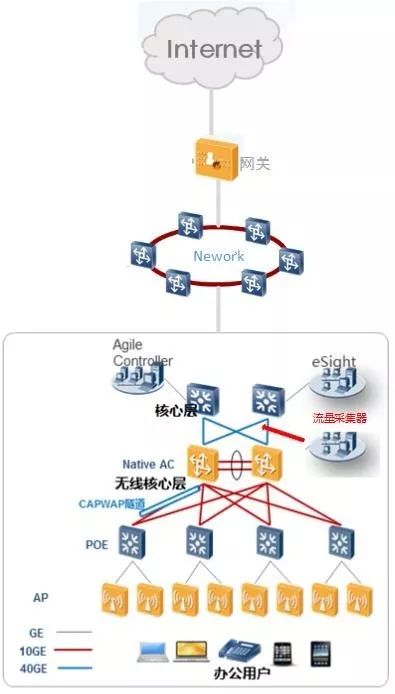 Internet
网关
Nework
Agile
Controller
eSight
核心层
流量采集器
Native AC
无线核心层
CAPWAP隧道
POE
AP
GE
10GE
40GE
办公用户